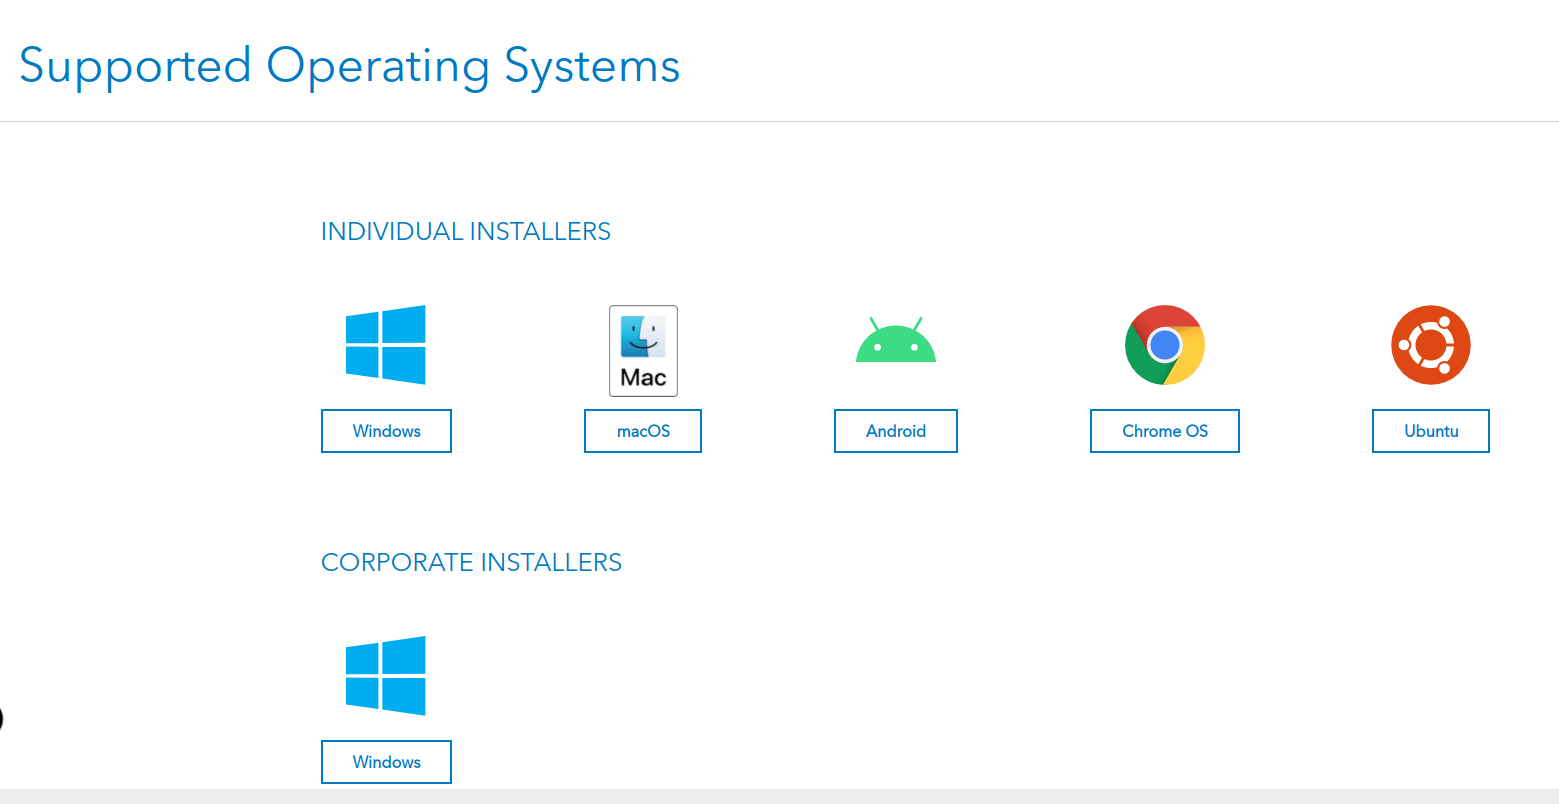 Supported Operating Systems
INDIVIDUAL INSTALLERS
Mac
Windows
macOS
Android
Chrome OS
Ubuntu
CORPORATE INSTALLERS
Windows